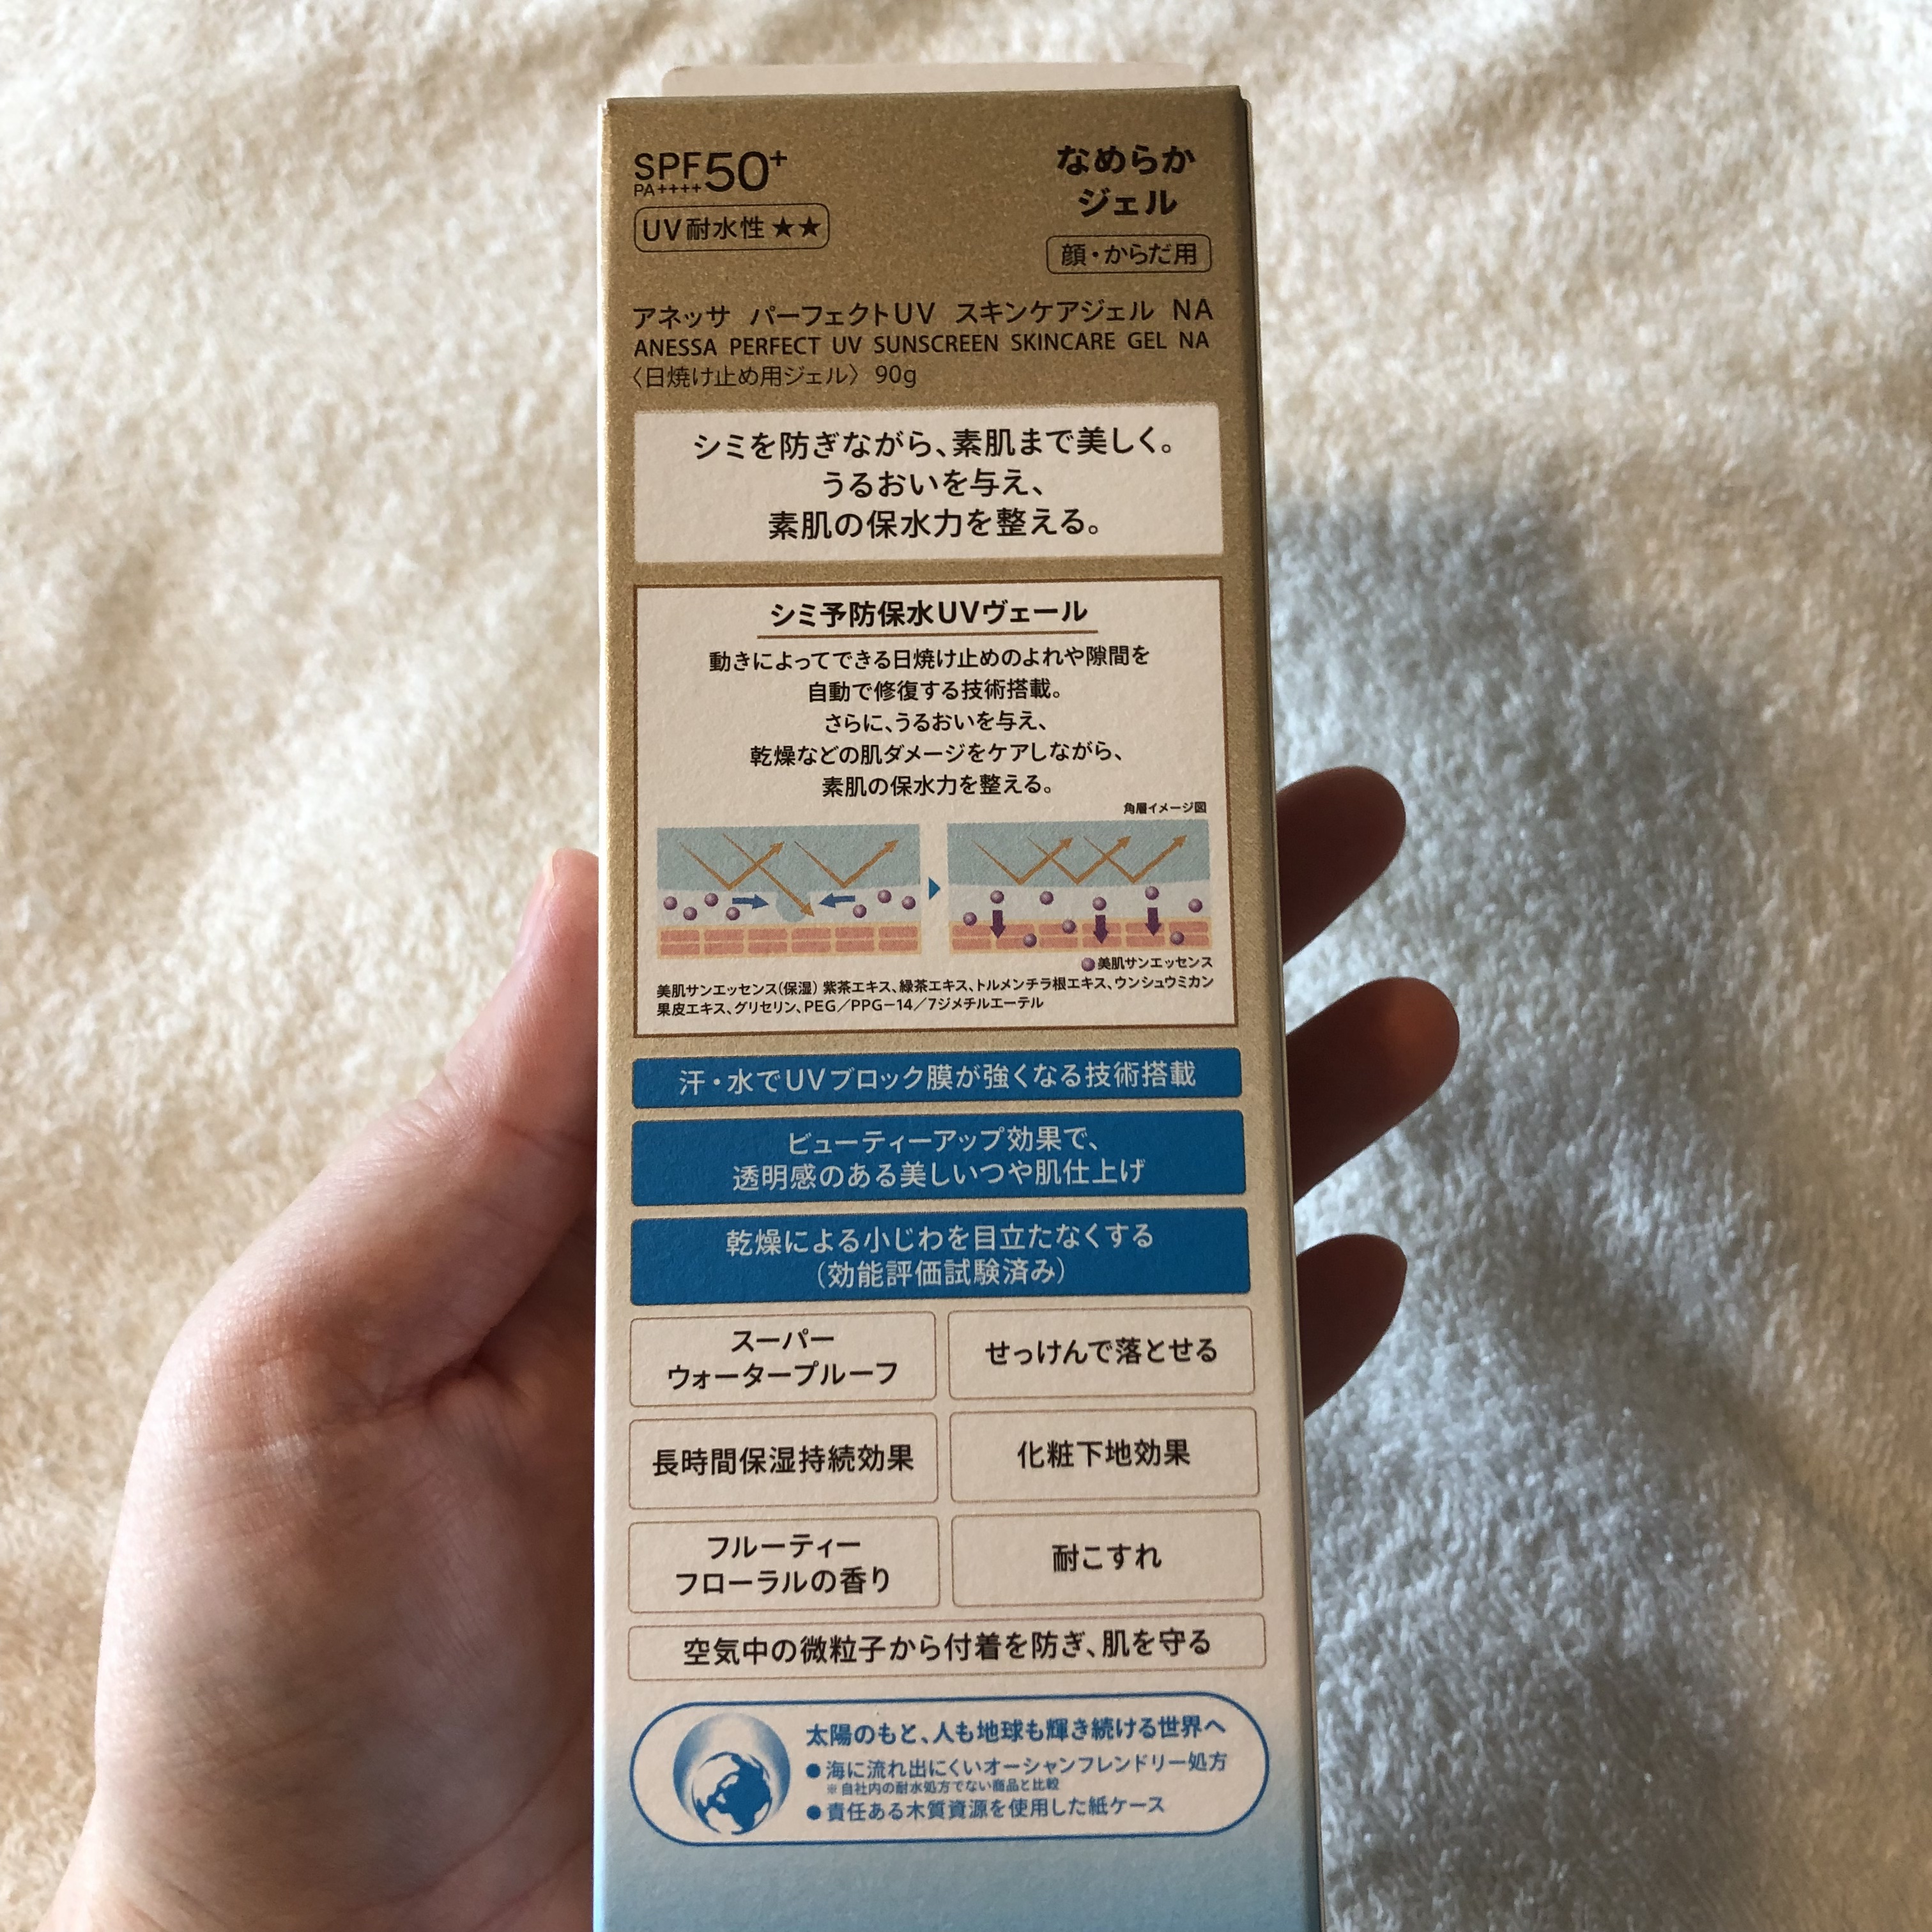 SPF50+
PA++++
UV耐水性★★
なめらか
ジェル
顔・からだ用
アネッサ パーフェクトUV スキンケアジェル NA
ANESSA PERFECT UV SUNSCREEN SKINCARE GEL NA
〈日焼け止め用ジェル〉 90g
シミを防ぎながら、素肌まで美しく。
うるおいを与え、
素肌の保水力を整える。
シミ予防保水UVヴェール
動きによってできる日焼け止めのよれや隙間を
自動で修復する技術搭載。
さらに、うるおいを与え、
乾燥などの肌ダメージをケアしながら、
素肌の保水力を整える。
角層イメージ図
美肌サンエッセンス
美肌サンエッセンス(保湿) 紫茶エキス、緑茶エキス、トルメンチラ根エキス、ウンシュウミカン
果皮エキス、グリセリン、PEG/PPG-14/7ジメチルエーテル
汗・水でUVブロック膜が強くなる技術搭載
ビューティーアップ効果で、
透明感のある美しいつや肌仕上げ
乾燥による小じわを目立たなくする
(効能評価試験済み)
スーパー
ウォータープルーフ
せっけんで落とせる
長時間保湿持続効果
化粧下地効果
フルーティー
フローラルの香り
耐こすれ
空気中の微粒子から付着を防ぎ、肌を守る
太陽のもと、人も地球も輝き続ける世界へ
●海に流れ出にくいオーシャンフレンドリー処方
※自社内の耐水処方でない商品と比較
●責任ある木質資源を使用した紙ケース